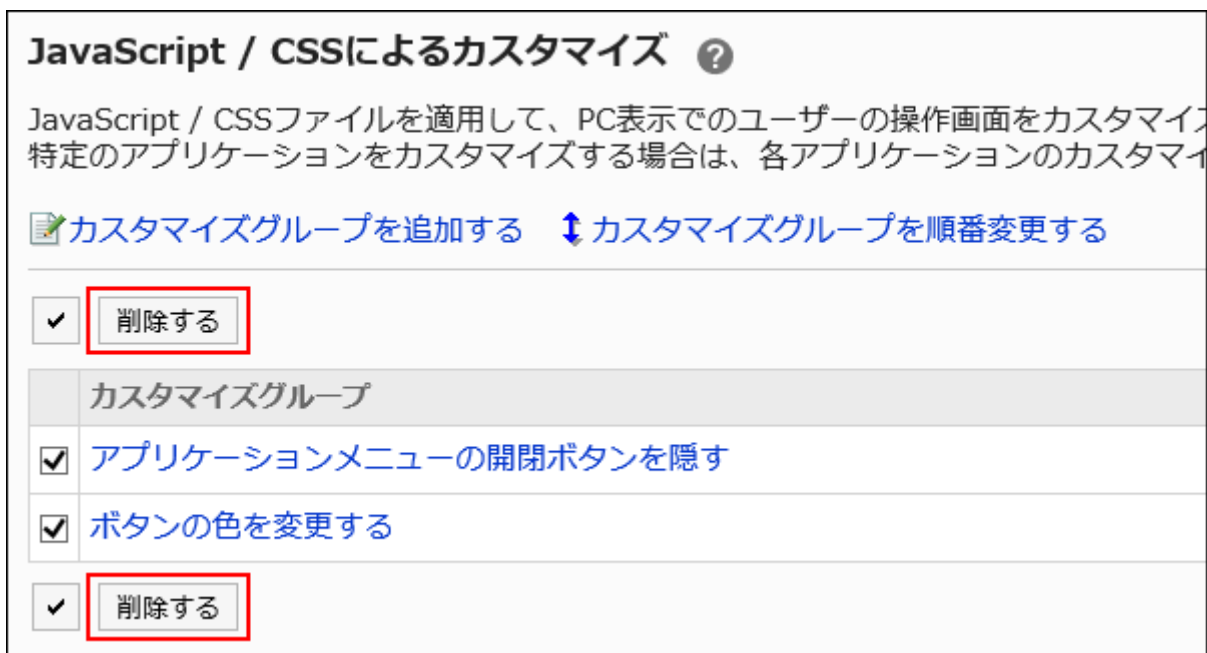 JavaScript / CSSによるカスタマイズ ?
JavaScript / CSSファイルを適用して、PC表示でのユーザーの操作画面をカスタマイズ
特定のアプリケーションをカスタマイズする場合は、各アプリケーションのカスタマイ
カスタマイズグループを追加する カスタマイズグループを順番変更する
削除する
カスタマイズグループ
アプリケーションメニューの開閉ボタンを隠す
ボタンの色を変更する
削除する